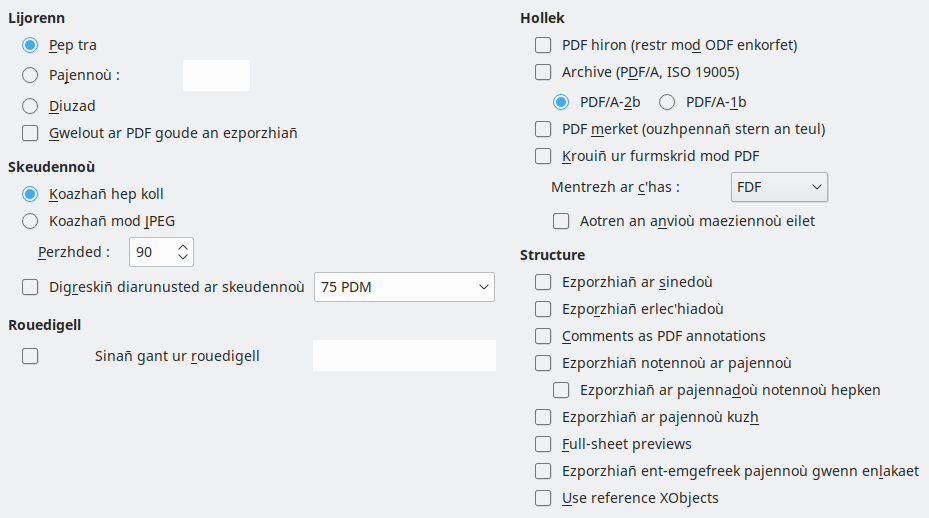 Lijorenn
Pep tra
Pajennoù :
Diuzad
Gwelout ar PDF goude an ezporzhiañ
Skeudennoù
Koazhañ hep koll
Koazhañ mod JPEG
Perzhded : 90
Digreskiñ diarunusted ar skeudennoù 75 PDM
Rouedigell
Sinañ gant ur rouedigell
Hollek
PDF hiron (restr mod ODF enkorfet)
Archive (PDF/A, ISO 19005)
PDF/A-2b PDF/A-1b
PDF merket (ouzhpennañ stern an teul)
Krouiñ ur furmskrid mod PDF
Mentrezh ar c'has : FDF
Aotren an anvioù maeziennoù eilet
Structure
Ezporzhiañ ar sinedoù
Ezporzhiañ erlec'hiadoù
Comments as PDF annotations
Ezporzhiañ notennoù ar pajennoù
Ezporzhiañ ar pajennadoù notennoù hepken
Ezporzhiañ ar pajennoù kuzh
Full-sheet previews
Ezporzhiañ ent-emgefreek pajennoù gwenn enlakaet
Use reference XObjects